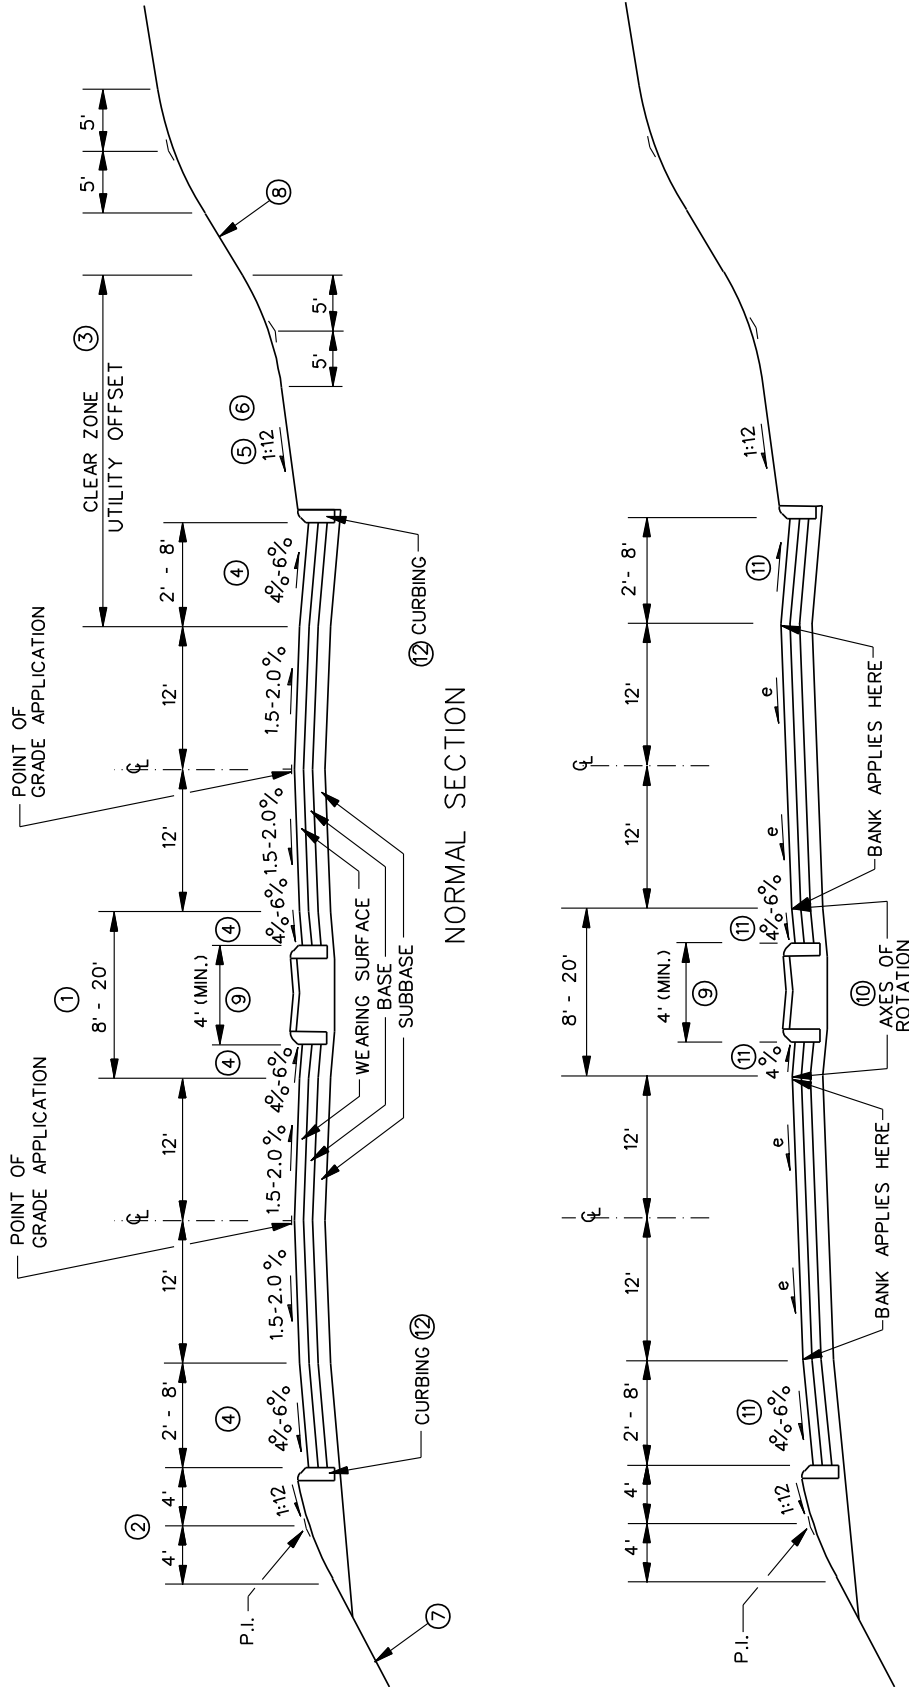 POINT OF
GRADE APPLICATION
POINT OF
GRADE APPLICATION
1
8' - 20'
CLEAR ZONE 3
UTILITY OFFSET
5' 5'
2
4' 4' 2' - 8' 12' ℄ 12' 12' ℄ 12' 2' - 8'
4' (MIN.)
9
4 4 4 4
P.I.
1:12
4%-6%
1.5-2.0%
1.5-2.0%
4%-6%
4%-6%
1.5-2.0%
1.5-2.0%
4%-6%
5 6
1:12
8
5' 5'
WEARING SURFACE
BASE
SUBBASE
7
CURBING 12
12 CURBING
NORMAL SECTION
8' - 20'
℄
℄
4' 4' 2' - 8' 12' 12' 12' 12' 2' - 8'
4' (MIN.)
9
P.I.
1:12
11
4%-6%
e
e
11
4%
11
4%-6%
e
e
11
1:12
BANK APPLIES HERE
10
AXES OF
ROTATION
BANK APPLIES HERE